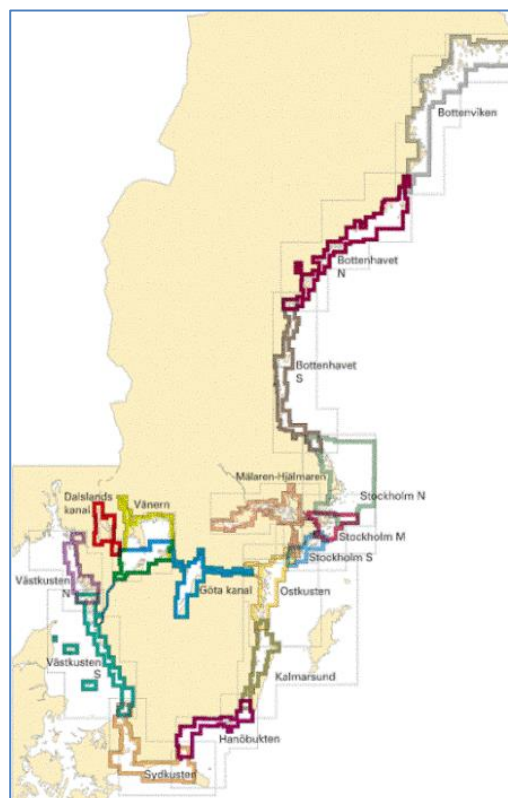 Bottenviken
Bottenhavet
N
Bottenhavet
S
Mälaren-Hjälmaren
Dalslands
kanal
Vänern
Stockholm N
Stockholm M
Stockholm S
Västkusten
N
Göta kanal
Ostkusten
Västkusten
S
Kalmarsund
Hanöbukten
Sydkusten